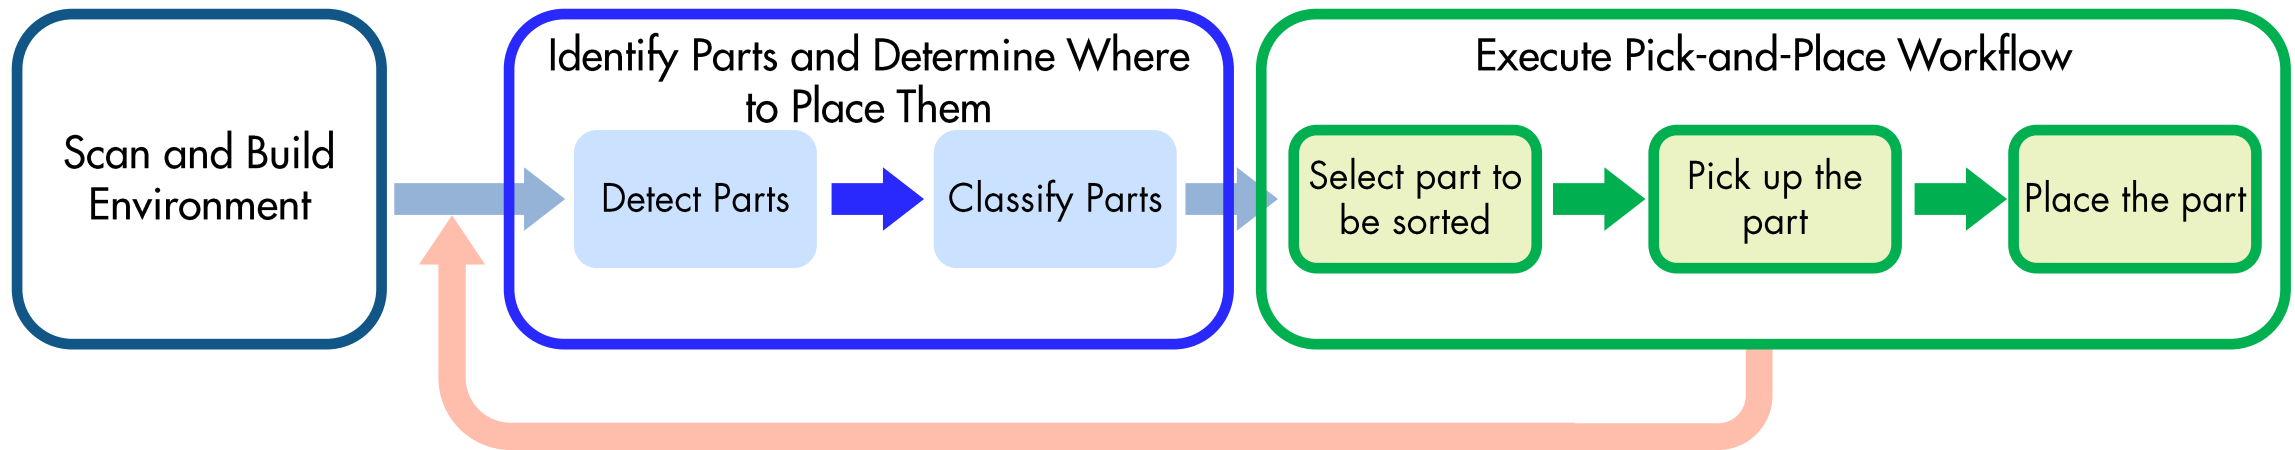 Scan and Build
Environment
Identify Parts and Determine Where
to Place Them
Detect Parts
Classify Parts
Execute Pick-and-Place Workflow
Select part to
be sorted
Pick up the
part
Place the part